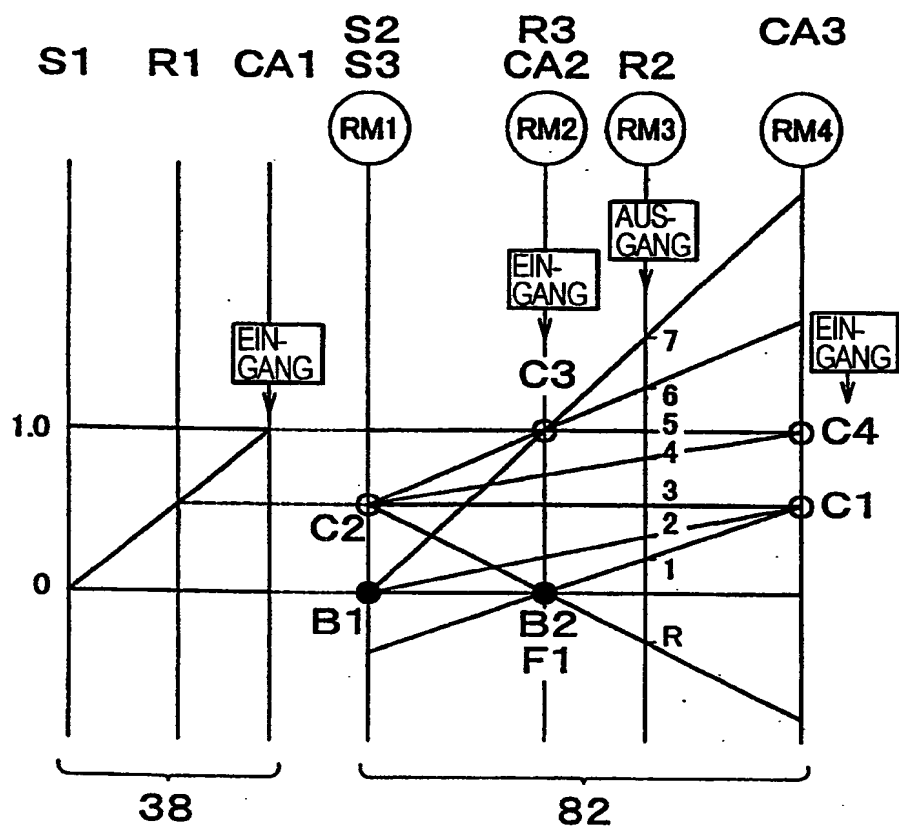 S2 R3 CA3
S1 R1 CA1 S3 CA2 R2
RM1 RM2 RM3 RM4
AUS-
GANG
EIN-
GANG
EIN-
GANG
EIN-
GANG
7
C3
6
1.0 5 C4
4
3 C1
C2 2
1
0
B1 B2 R
F1
38 82